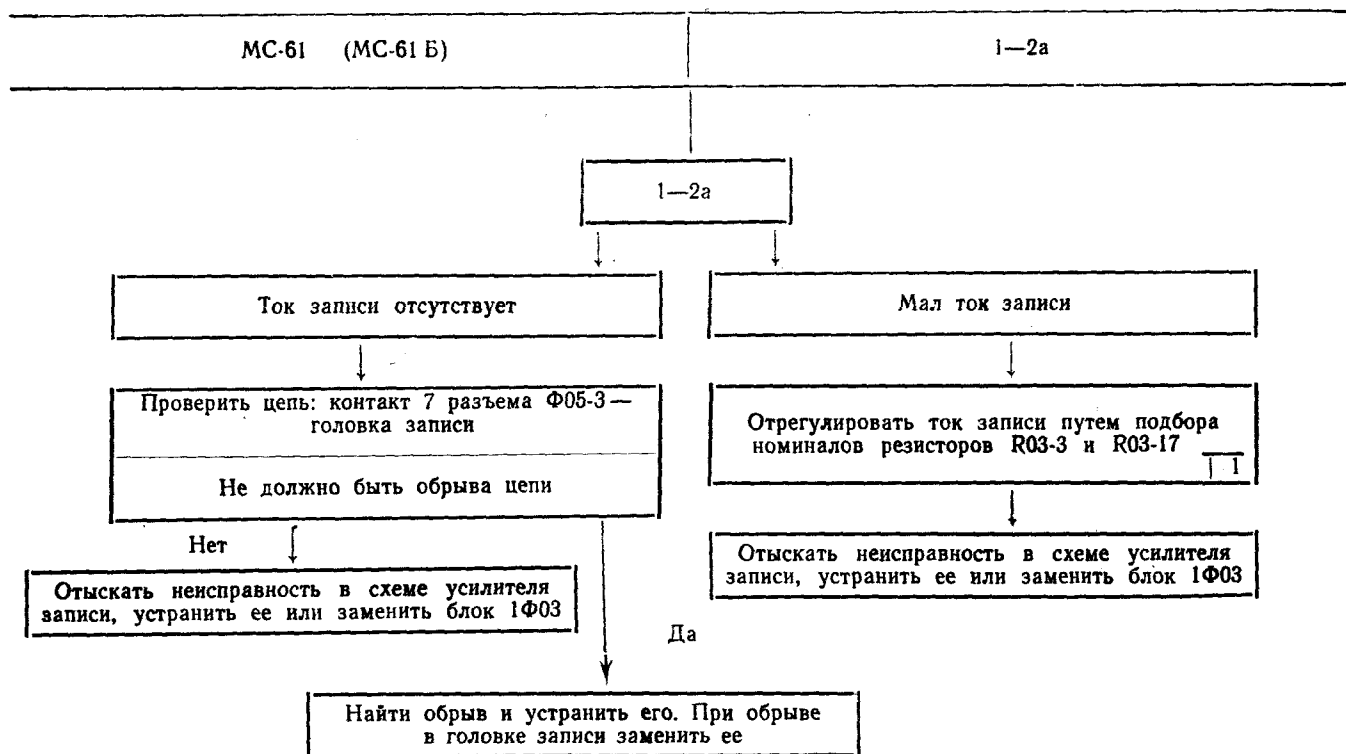 МС-61 (МС-61 Б)
1—2а
1—2а
Ток записи отсутствует
Мал ток записи
Проверить цепь: контакт 7 разъема Ф05-3 —
головка записи
Не должно быть обрыва цепи
Отрегулировать ток записи путем подбора
номиналов резисторов R03-3 и R03-17
1
Нет
Отыскать неисправность в схеме усилителя
записи, устранить ее или заменить блок 1Ф03
Отыскать неисправность в схеме усилителя
записи, устранить ее или заменить блок 1Ф03
Да
Найти обрыв и устранить его. При обрыве
в головке записи заменить ее